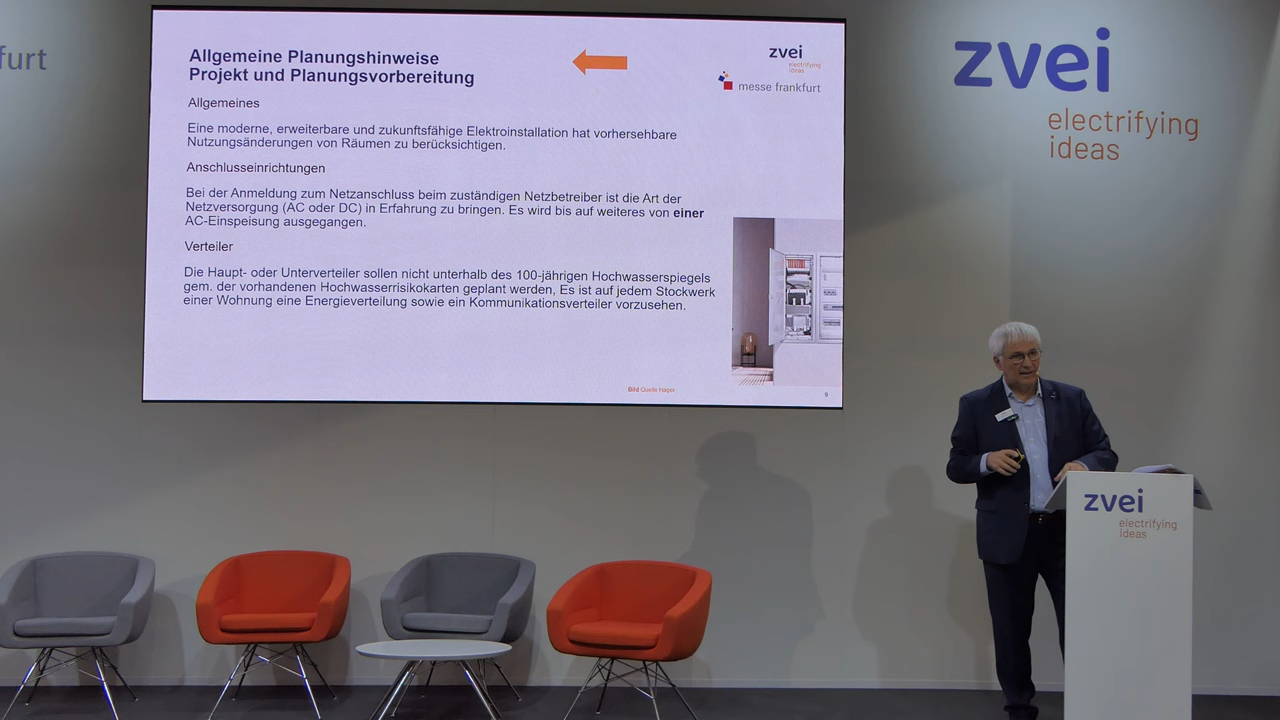 furt
Allgemeine Planungshinweise
Projekt und Planungsvorbereitung
zvei
electrifying
ideas
messe frankfurt
Allgemeines
Eine moderne, erweiterbare und zukunftsfähige Elektroinstallation hat vorhersehbare
Nutzungsänderungen von Räumen zu berücksichtigen.
Anschlusseinrichtungen
Bei der Anmeldung zum Netzanschluss beim zuständigen Netzbetreiber ist die Art der
Netzversorgung (AC oder DC) in Erfahrung zu bringen. Es wird bis auf weiteres von einer
AC-Einspeisung ausgegangen.
Verteiler
Die Haupt- oder Unterverteiler sollen nicht unterhalb des 100-jährigen Hochwasserspiegels
gem. der vorhandenen Hochwasserrisikokarten geplant werden, Es ist auf jedem Stockwerk
einer Wohnung eine Energieverteilung sowie ein Kommunikationsverteiler vorzusehen.
Bild Quelle Hager
9
zvei
electrifying
ideas
zvei
electrifying
ideas